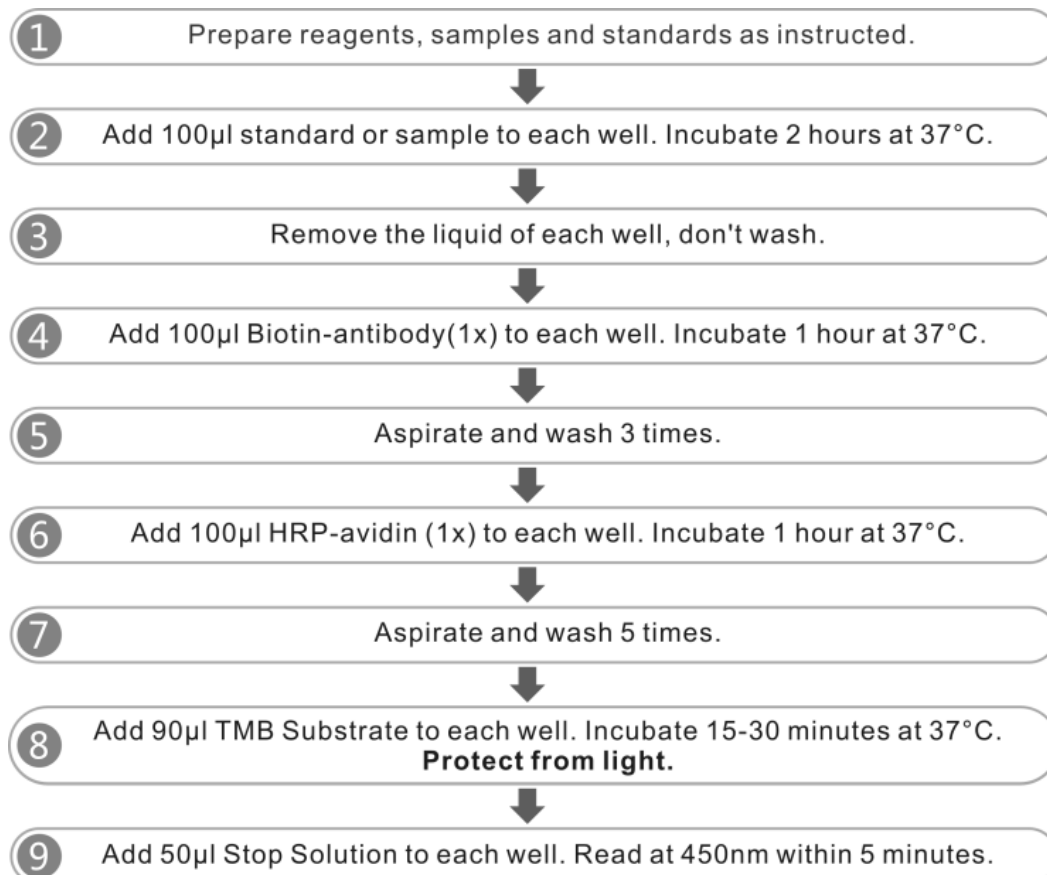 1 Prepare reagents, samples and standards as instructed.
2 Add 100µl standard or sample to each well. Incubate 2 hours at 37°C.
3 Remove the liquid of each well, don't wash.
4 Add 100µl Biotin-antibody(1x) to each well. Incubate 1 hour at 37°C.
5 Aspirate and wash 3 times.
6 Add 100µl HRP-avidin (1x) to each well. Incubate 1 hour at 37°C.
7 Aspirate and wash 5 times.
8 Add 90µl TMB Substrate to each well. Incubate 15-30 minutes at 37°C.
Protect from light.
9 Add 50µl Stop Solution to each well. Read at 450nm within 5 minutes.